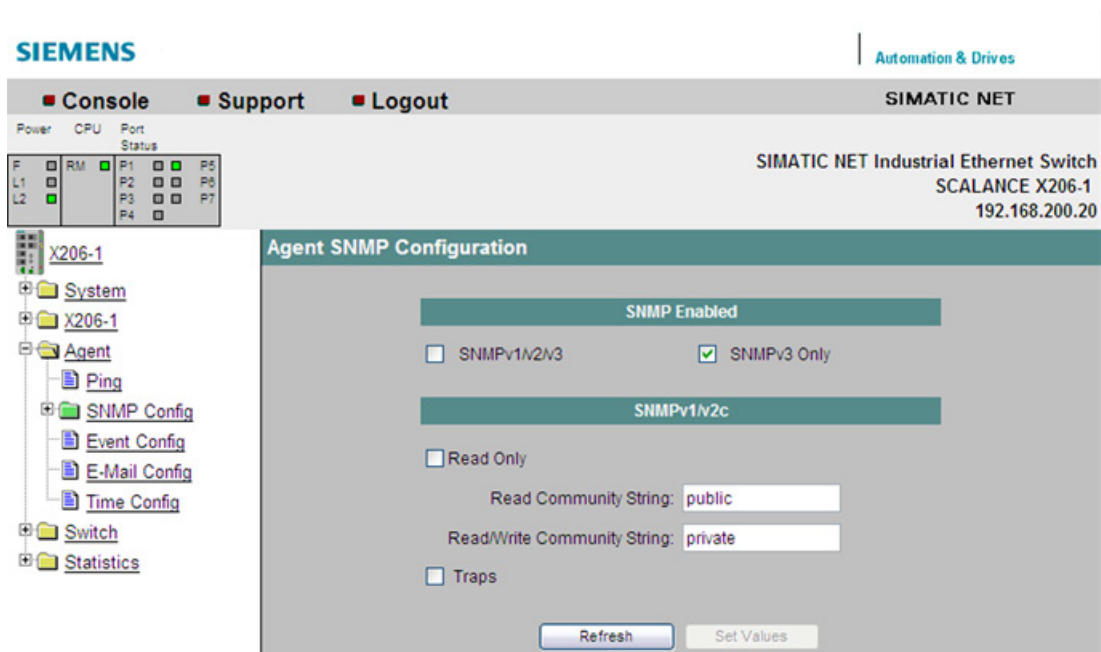 SIEMENS
Automation & Drives
Console Support Logout SIMATIC NET
Power CPU Port Status
F RM P1 P5
L1 P2 P6
L2 P3 P7
P4
SIMATIC NET Industrial Ethernet Switch
SCALANCE X206-1
192.168.200.20
X206-1
System
X206-1
Agent
Ping
SNMP Config
Event Config
E-Mail Config
Time Config
Switch
Statistics
Agent SNMP Configuration
SNMP Enabled
SNMPv1/v2/v3 SNMPv3 Only
SNMPv1/v2c
Read Only
Read Community String: public
Read/Write Community String: private
Traps
Refresh Set Values